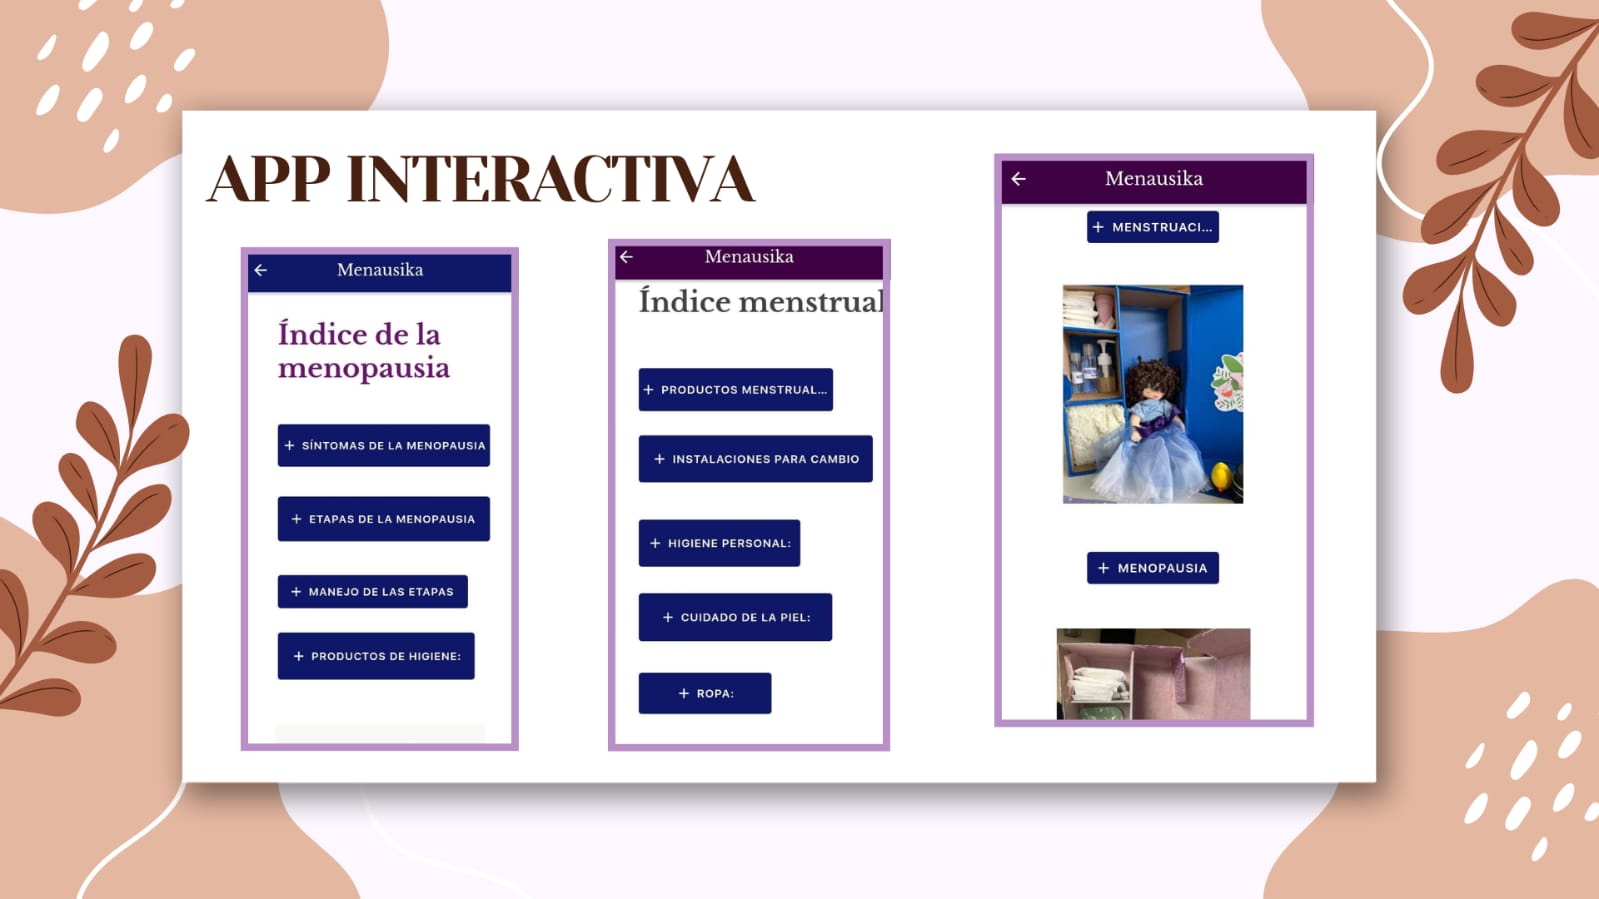 APP INTERACTIVA
Menausika
Índice de la
menopausia
+ SÍNTOMAS DE LA MENOPAUSIA
+ ETAPAS DE LA MENOPAUSIA
+ MANEJO DE LAS ETAPAS
+ PRODUCTOS DE HIGIENE:
Menausika
Índice menstrual
+ PRODUCTOS MENSTRUAL...
+ INSTALACIONES PARA CAMBIO
+ HIGIENE PERSONAL:
+ CUIDADO DE LA PIEL:
+ ROPA:
Menausika
+ MENSTRUACI...
+ MENOPAUSIA